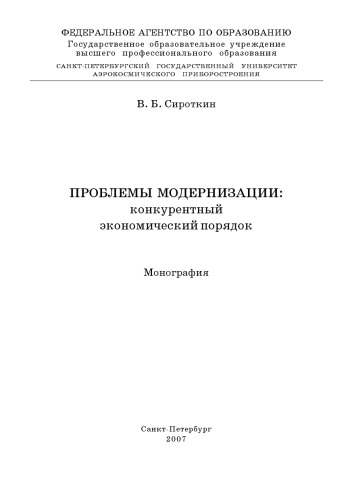 ФЕДЕРАЛЬНОЕ АГЕНТСТВО ПО ОБРАЗОВАНИЮ
Государственное образовательное учреждение
высшего профессионального образования
САНКТ-ПЕТЕРБУРГСКИЙ ГОСУДАРСТВЕННЫЙ УНИВЕРСИТЕТ
АЭРОКОСМИЧЕСКОГО ПРИБОРОСТРОЕНИЯ
В. Б. Сироткин
ПРОБЛЕМЫ МОДЕРНИЗАЦИИ:
конкурентный
экономический порядок
Монография
Санкт-Петербург
2007